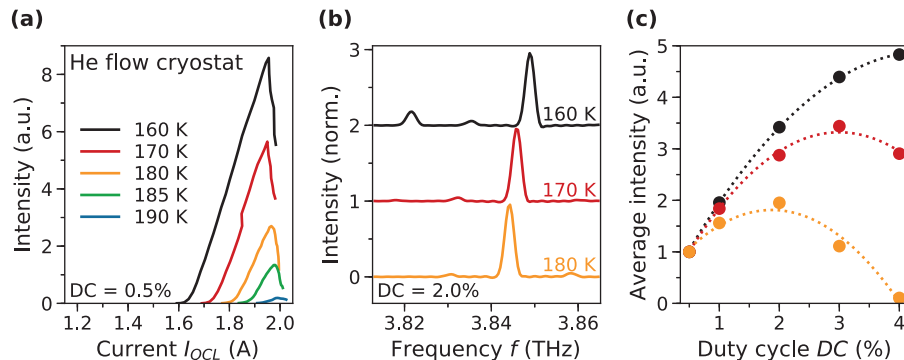 (a)
Intensity (a.u.)
8
6
4
2
0
He flow cryostat
160 K
170 K
180 K
185 K
190 K
DC = 0.5%
1.2 1.4 1.6 1.8 2.0
Current I_OCL (A)
(b)
Intensity (norm.)
3
2
1
0
160 K
170 K
180 K
DC = 2.0%
3.82 3.84 3.86
Frequency f (THz)
(c)
Average intensity (a.u.)
5
4
3
2
1
0
1 2 3 4
Duty cycle DC (%)